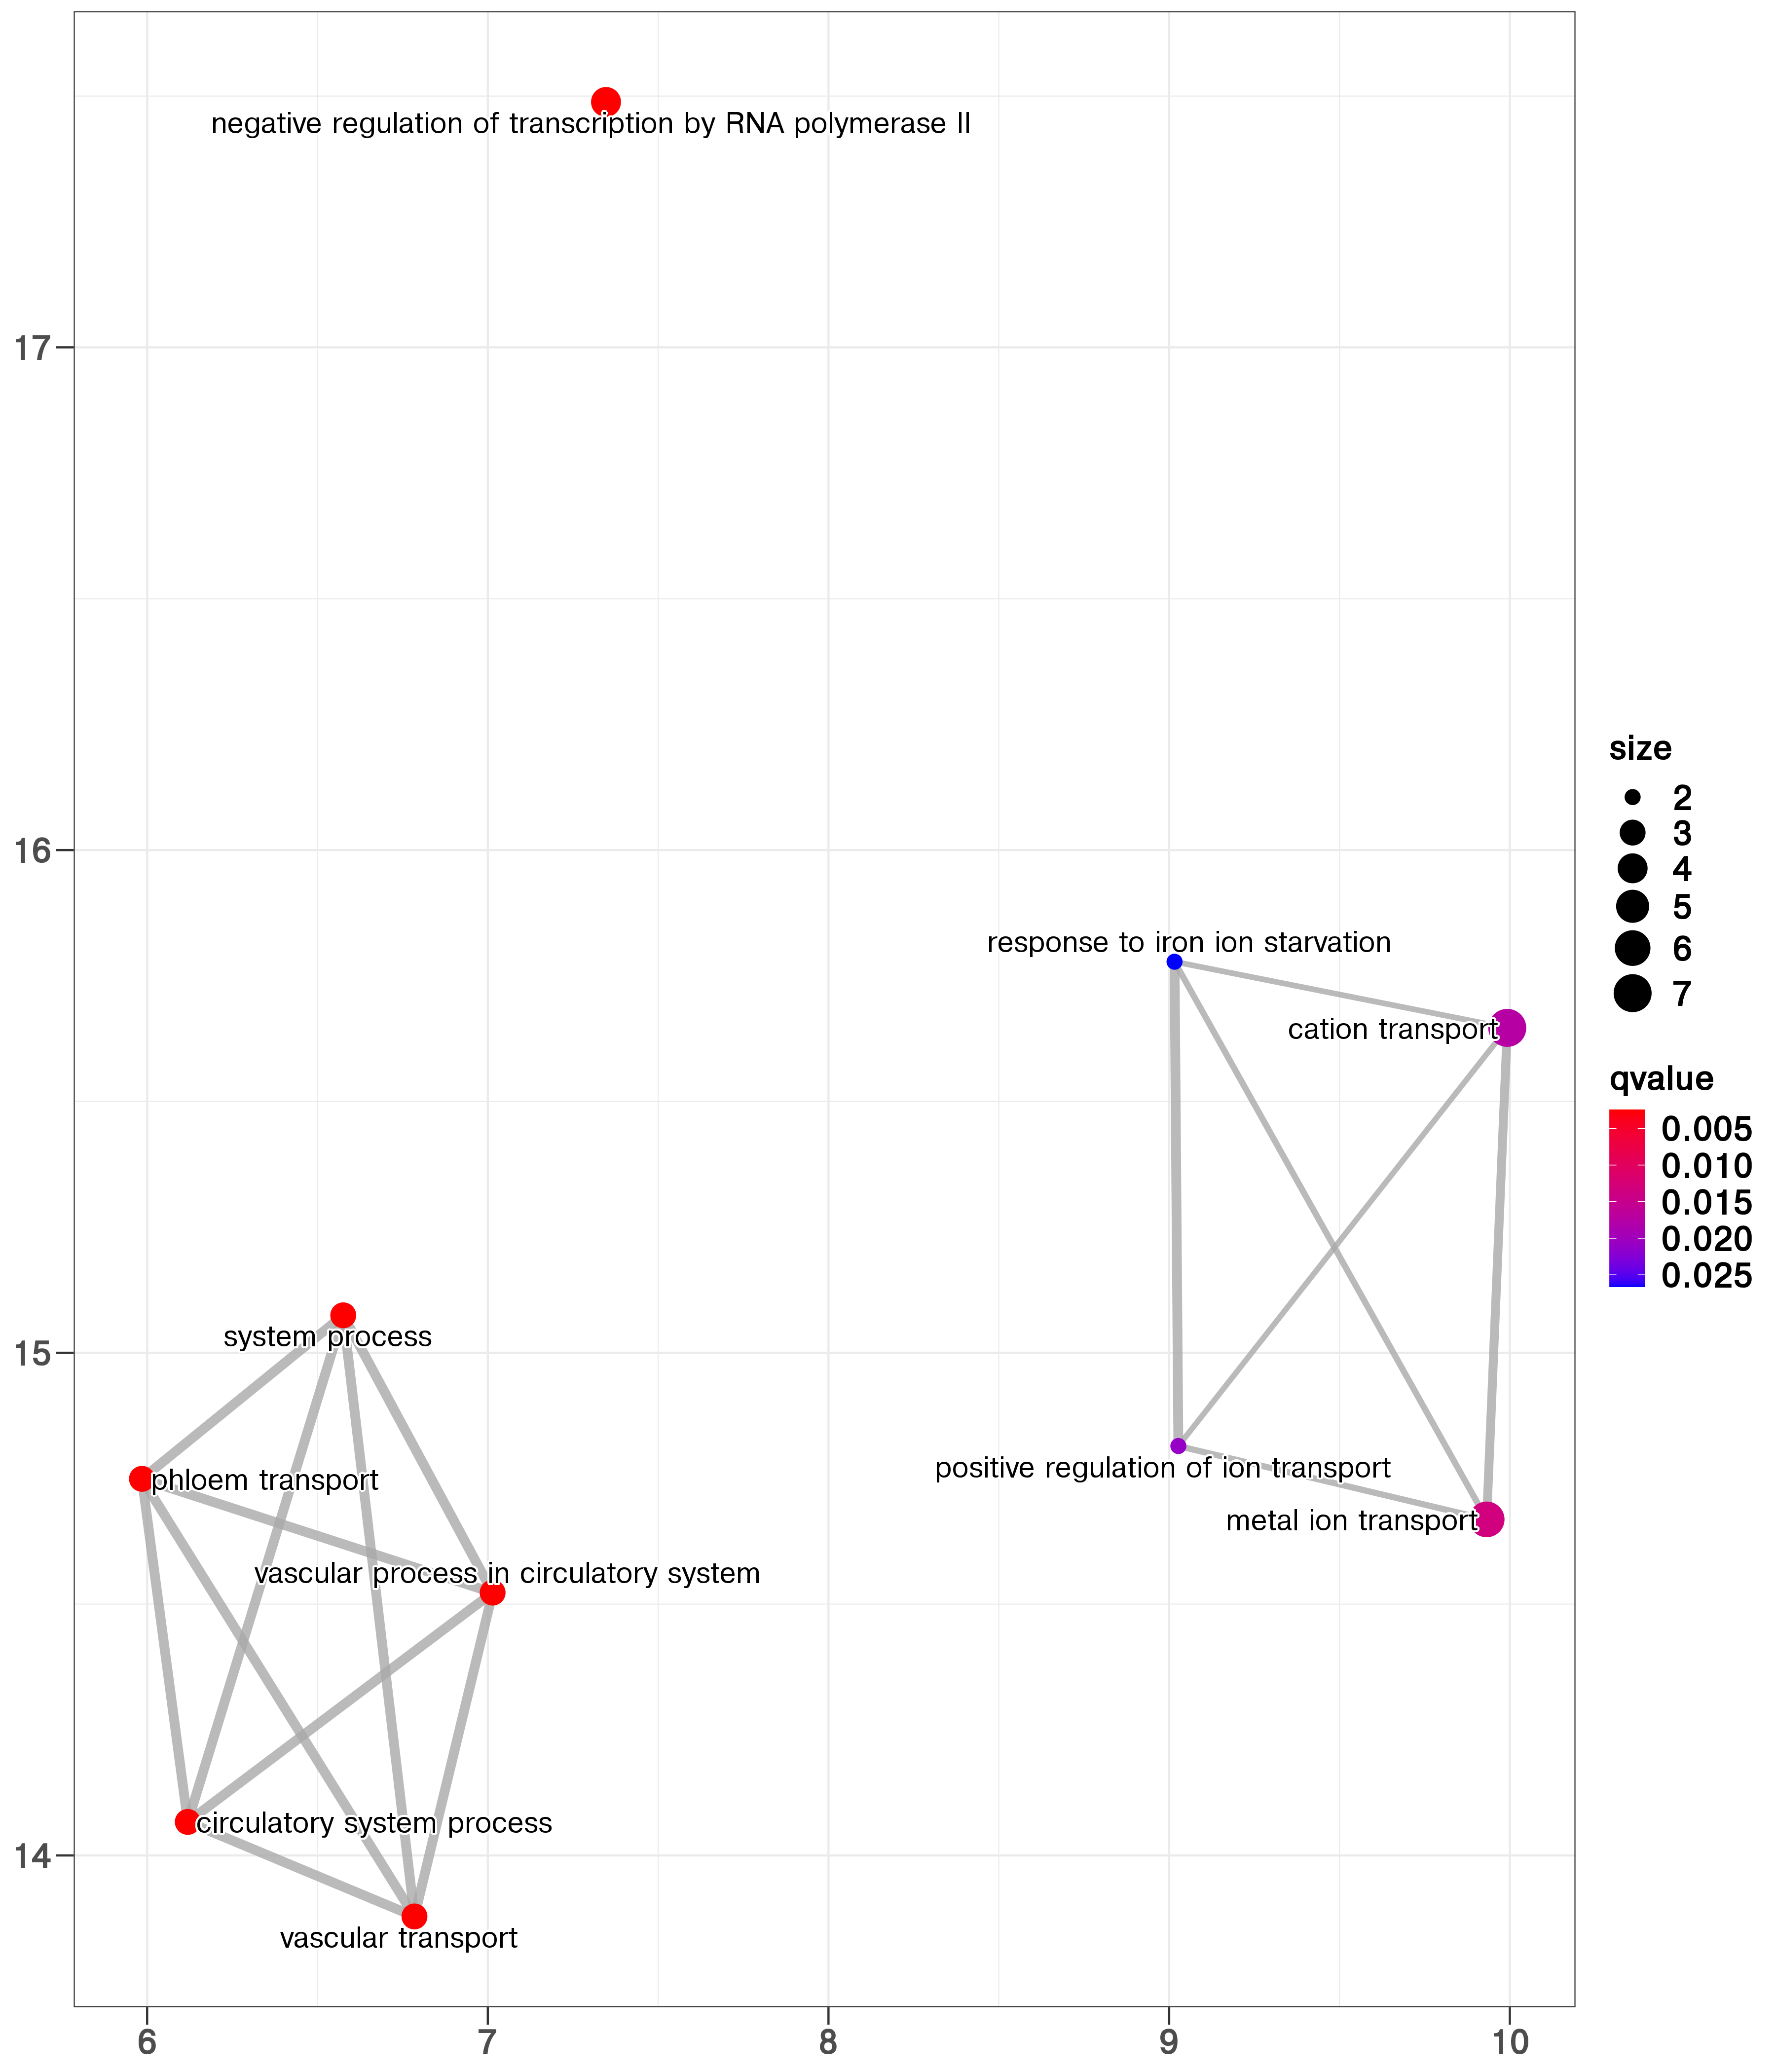 negative regulation of transcription by RNA polymerase II
17
16
15
14
response to iron ion starvation
cation transport
system process
phloem transport
positive regulation of ion transport
metal ion transport
vascular process in circulatory system
circulatory system process
vascular transport
6 7 8 9 10
size
2
3
4
5
6
7
qvalue
0.005
0.010
0.015
0.020
0.025